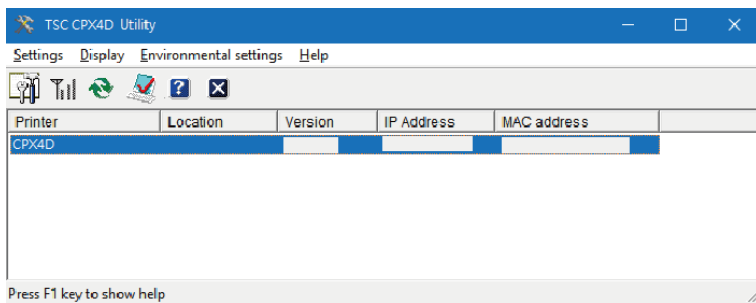 TSC CPX4D Utility
Settings Display Environmental settings Help
Printer Location Version IP Address MAC address
CPX4D
Press F1 key to show help